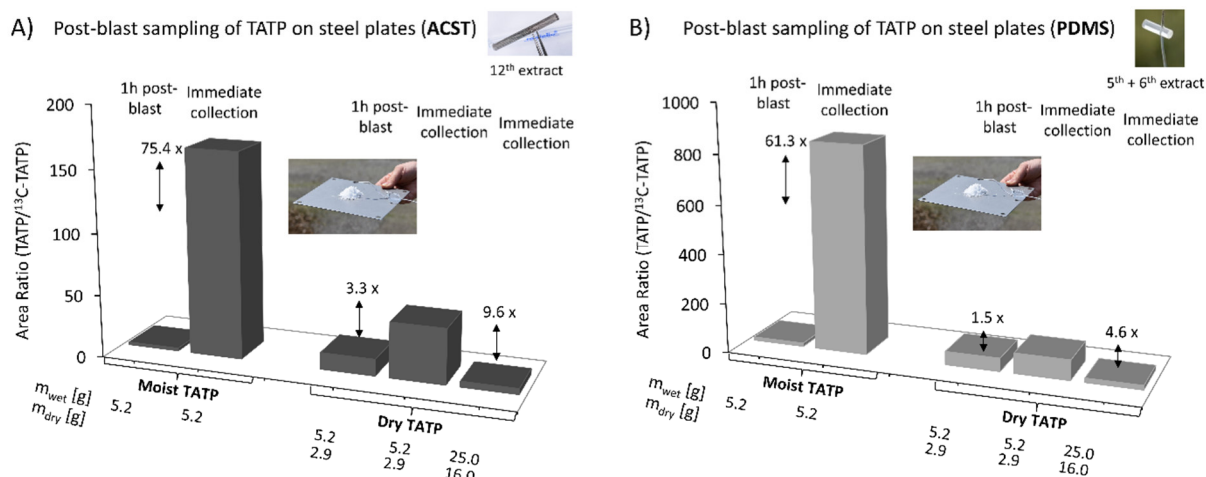 A) Post-blast sampling of TATP on steel plates (ACST)
12th extract
1h post-
blast
Immediate
collection
1h post-
blast
Immediate
collection
Immediate
collection
75.4 x
3.3 x
9.6 x
Area Ratio (TATP/13C-TATP)
200
150
100
50
0
Moist TATP
Dry TATP
mwet [g]
mdry [g]
5.2
5.2
5.2
2.9
5.2
2.9
25.0
16.0
B) Post-blast sampling of TATP on steel plates (PDMS)
5th + 6th extract
1h post-
blast
Immediate
collection
1h post-
blast
Immediate
collection
Immediate
collection
61.3 x
1.5 x
4.6 x
Area Ratio (TATP/13C-TATP)
1000
800
600
400
200
0
Moist TATP
Dry TATP
mwet [g]
mdry [g]
5.2
5.2
5.2
2.9
5.2
2.9
25.0
16.0